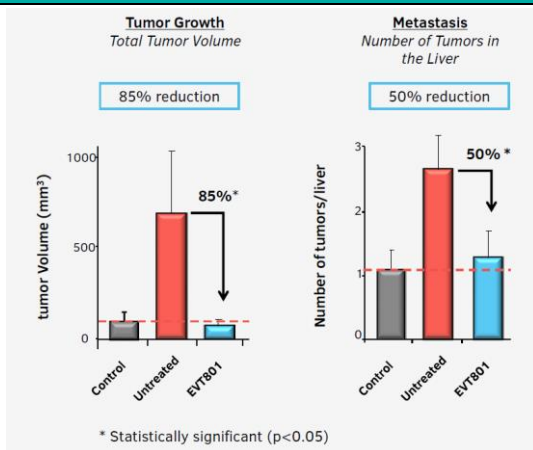 Tumor Growth
Total Tumor Volume
85% reduction
tumor Volume (mm³)
1000
500
0
85%*
Control
Untreated
EVT801
Metastasis
Number of Tumors in
the Liver
50% reduction
Number of tumors/liver
3
2
1
0
50% *
Control
Untreated
EVT801
* Statistically significant (p<0.05)